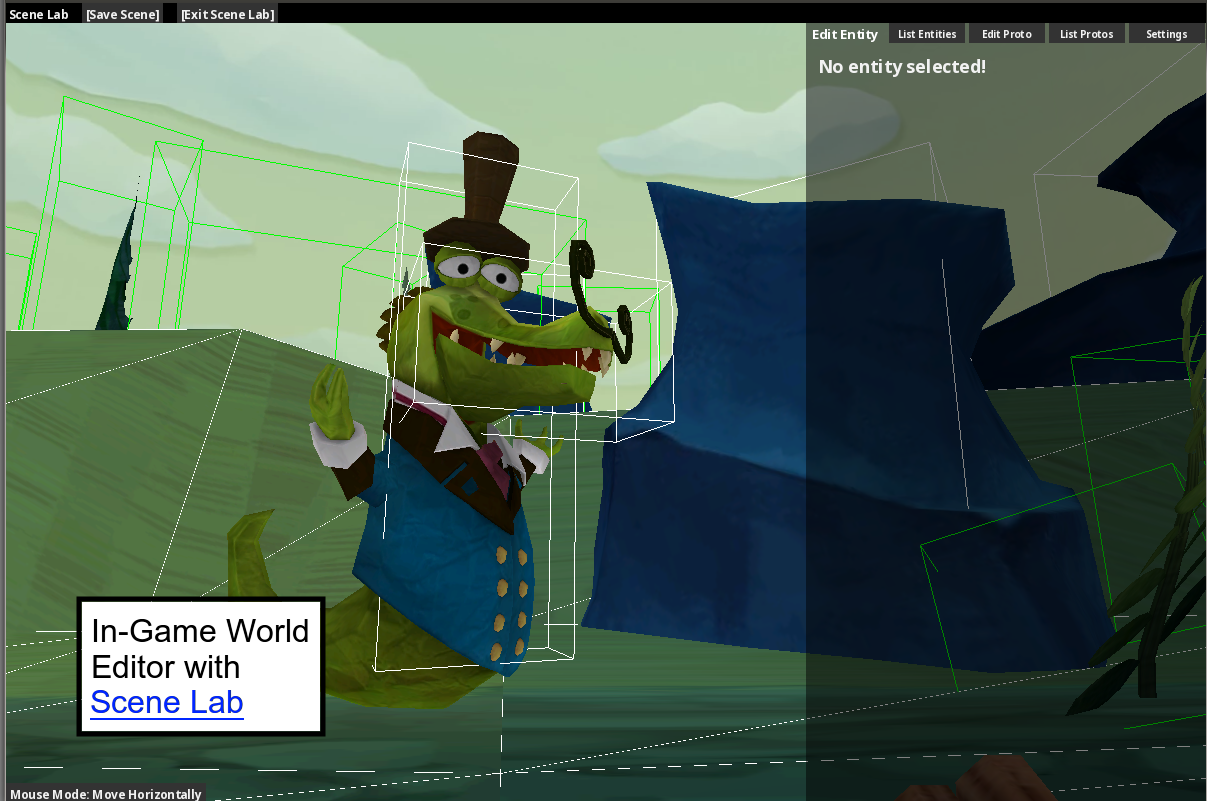 Scene Lab [Save Scene] [Exit Scene Lab]
Edit Entity List Entities Edit Proto List Protos Settings
No entity selected!
In-Game World
Editor with
Scene Lab
Mouse Mode: Move Horizontally